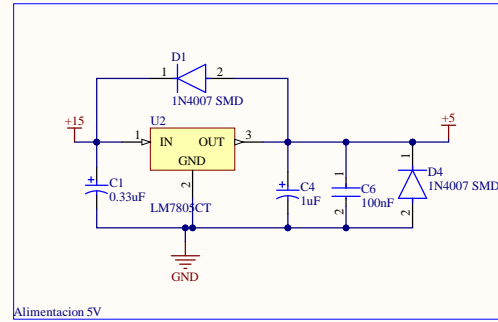 D1
1 2
1N4007 SMD
+15 U2 +5
1 IN OUT 3
GND
2
LM7805CT
C1
0.33uF
C4
1uF
1
C6
100nF
2
1
D4
1N4007 SMD
2
GND
Alimentacion 5V